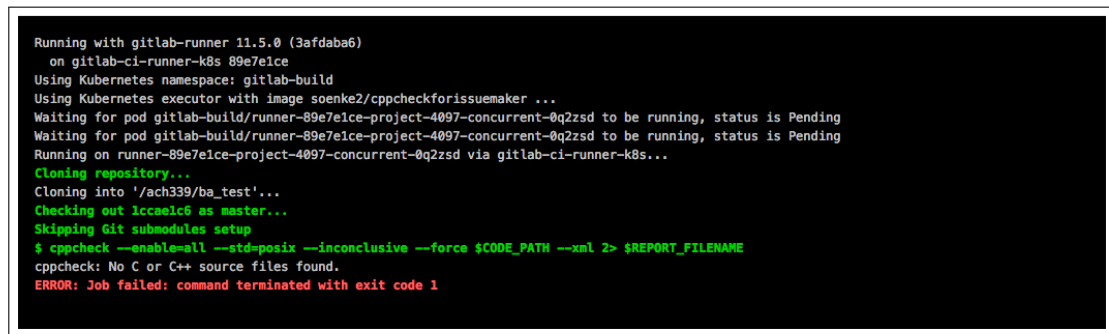 Running with gitlab-runner 11.5.0 (3afdaba6)
on gitlab-ci-runner-k8s 89e7e1ce
Using Kubernetes namespace: gitlab-build
Using Kubernetes executor with image soenke2/cppcheckforissuemaker ...
Waiting for pod gitlab-build/runner-89e7e1ce-project-4097-concurrent-0q2zsd to be running, status is Pending
Waiting for pod gitlab-build/runner-89e7e1ce-project-4097-concurrent-0q2zsd to be running, status is Pending
Running on runner-89e7e1ce-project-4097-concurrent-0q2zsd via gitlab-ci-runner-k8s...
Cloning repository...
Cloning into '/ach339/ba_test'...
Checking out 1ccae1c6 as master...
Skipping Git submodules setup
$ cppcheck --enable=all --std=posix --inconclusive --force $CODE_PATH --xml 2> $REPORT_FILENAME
cppcheck: No C or C++ source files found.
ERROR: Job failed: command terminated with exit code 1